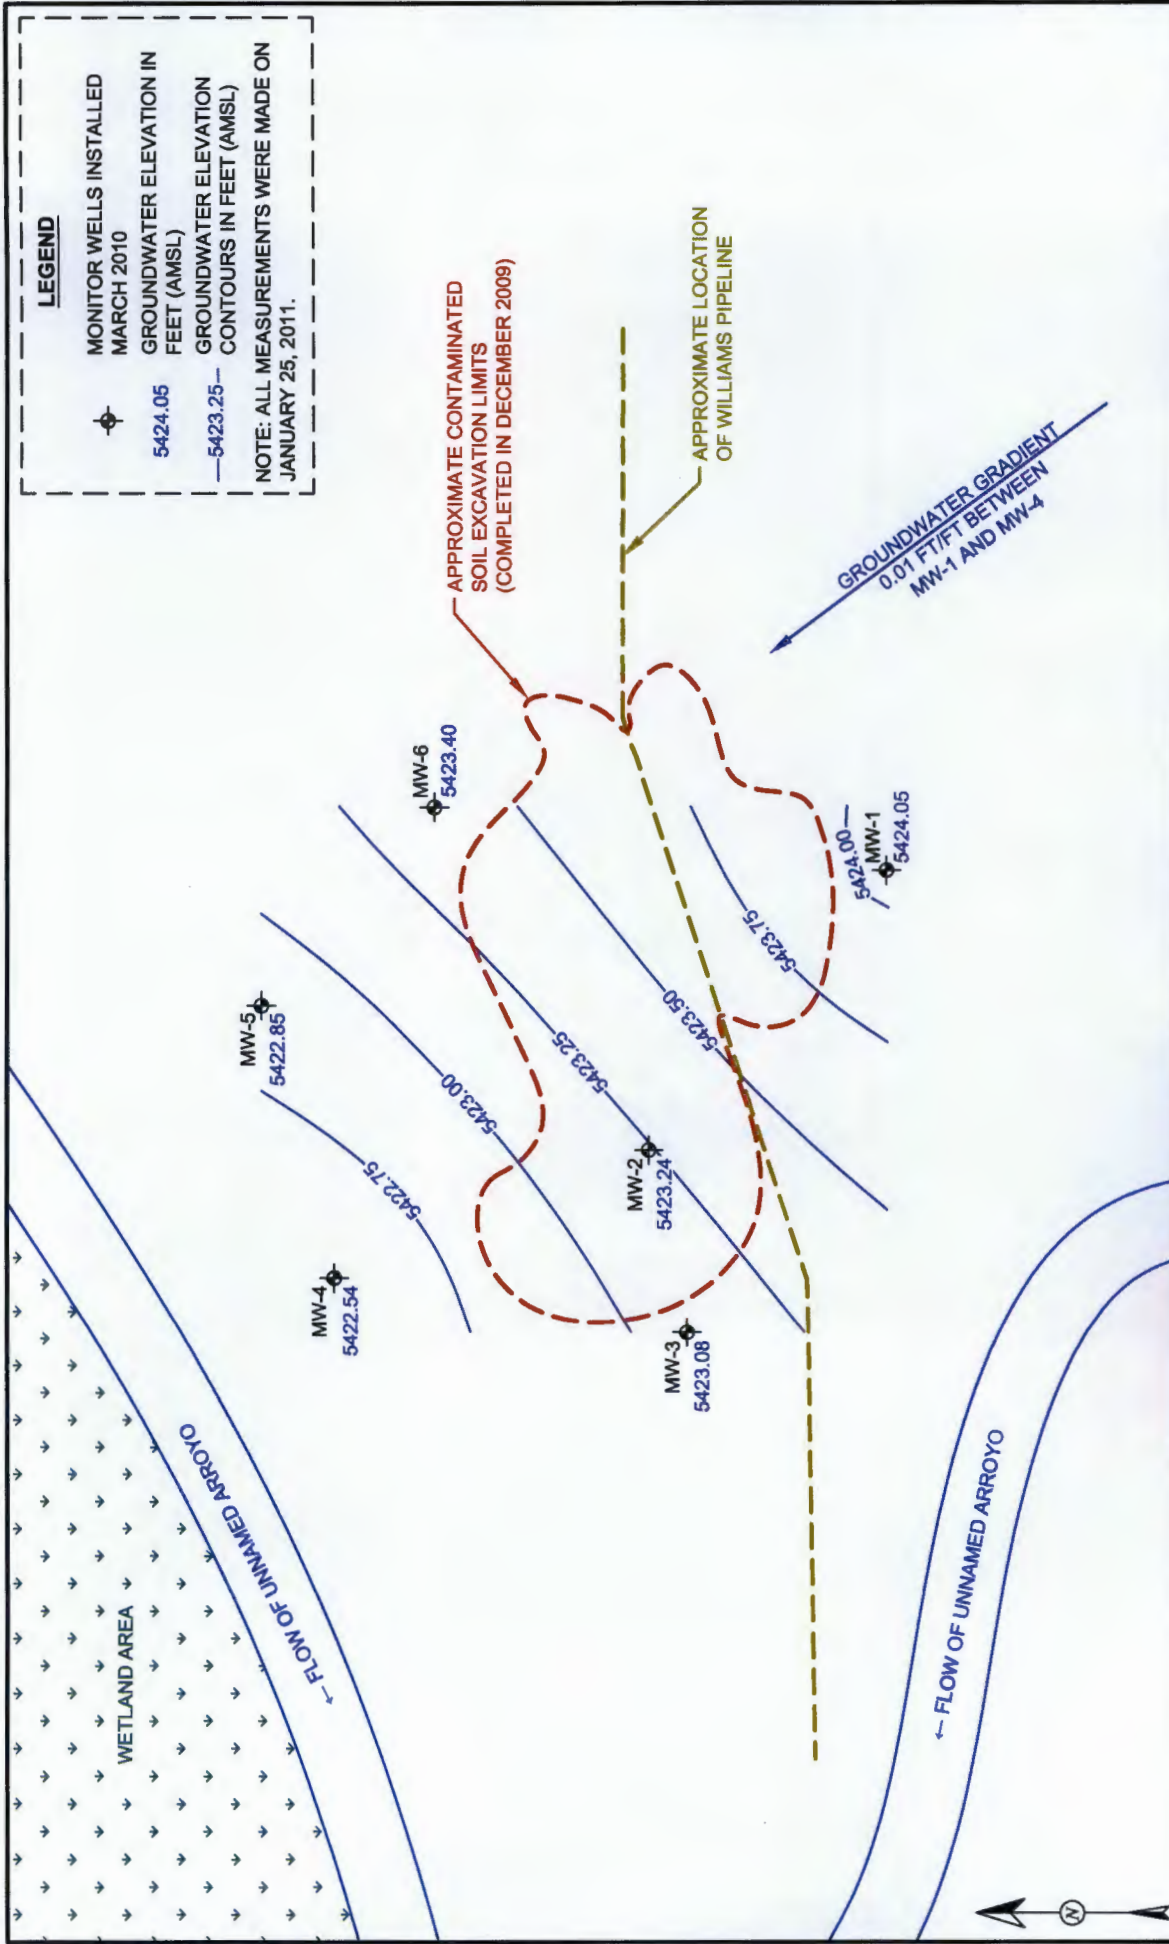 LEGEND
MONITOR WELLS INSTALLED
MARCH 2010
5424.05
GROUNDWATER ELEVATION IN
FEET (AMSL)
5423.25
GROUNDWATER ELEVATION
CONTOURS IN FEET (AMSL)
NOTE: ALL MEASUREMENTS WERE MADE ON
JANUARY 25, 2011.
WETLAND AREA
← FLOW OF UNNAMED ARROYO
MW-5
5422.85
MW-4
5422.54
5422.75
5423.00
MW-6
5423.40
APPROXIMATE CONTAMINATED
SOIL EXCAVATION LIMITS
(COMPLETED IN DECEMBER 2009)
5423.25
MW-2
5423.24
MW-3
5423.08
5423.50
5423.75
APPROXIMATE LOCATION
OF WILLIAMS PIPELINE
5424.00
MW-1
5424.05
GROUNDWATER GRADIENT
0.01 FT/FT BETWEEN
MW-1 AND MW-4
← FLOW OF UNNAMED ARROYO
N